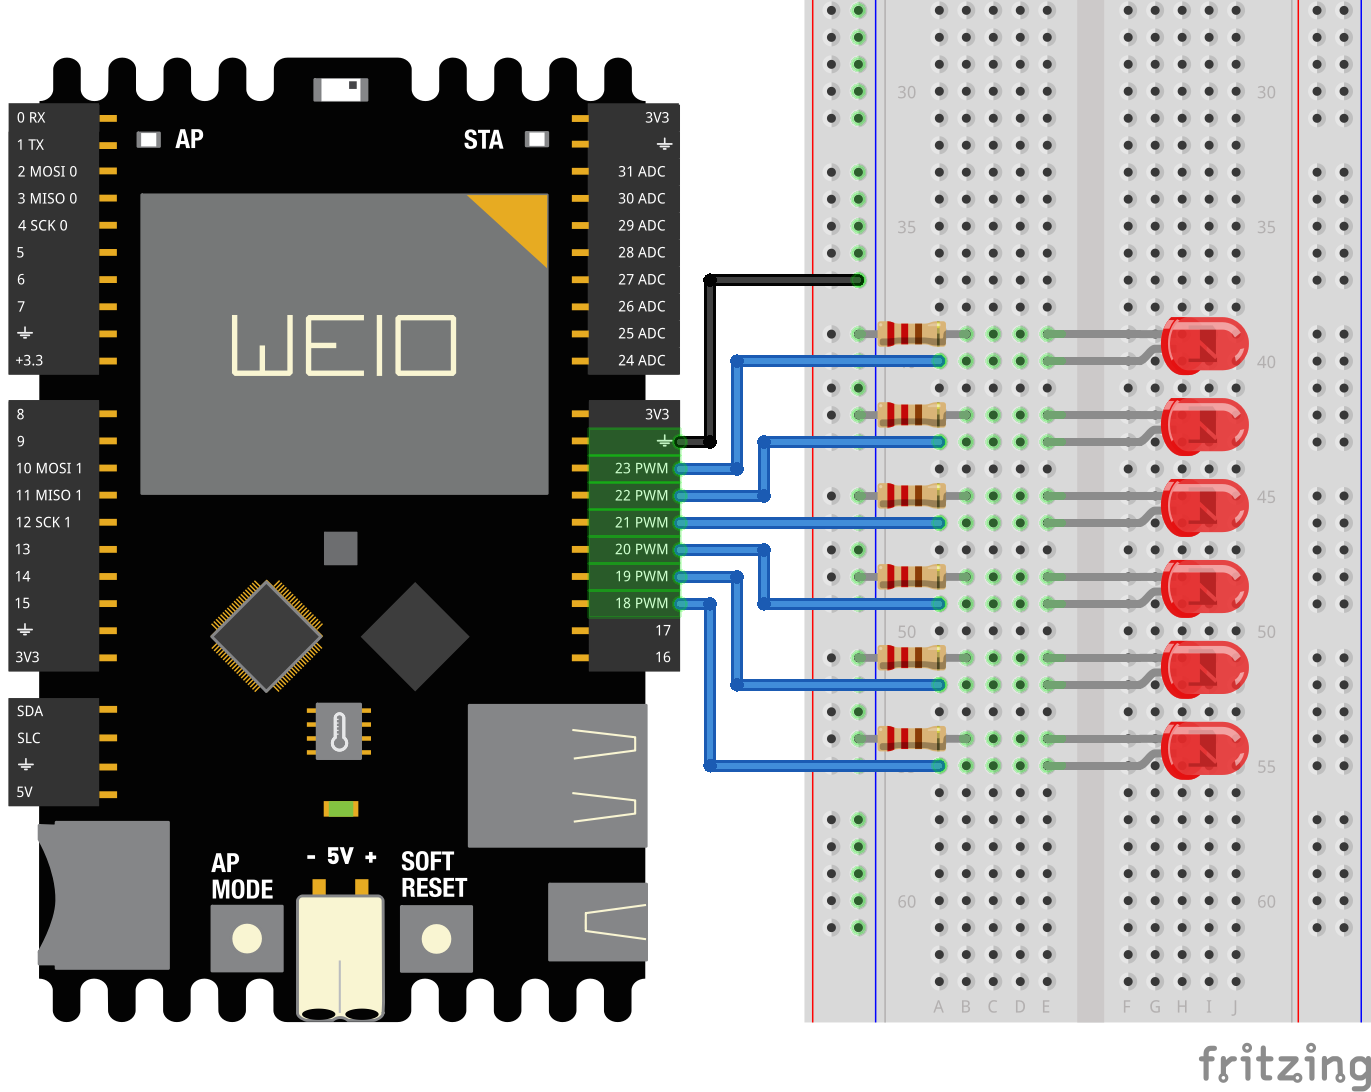 AP
STA
0 RX
1 TX
2 MOSI 0
3 MISO 0
4 SCK 0
5
6
7
+3.3
8
9
10 MOSI 1
11 MISO 1
12 SCK 1
13
14
15
3V3
SDA
SLC
5V
WEIO
3V3
31 ADC
30 ADC
29 ADC
28 ADC
27 ADC
26 ADC
25 ADC
24 ADC
3V3
23 PWM
22 PWM
21 PWM
20 PWM
19 PWM
18 PWM
17
16
AP
MODE
- 5V +
SOFT
RESET
30
30
35
35
40
45
50
50
55
60
60
A B C D E
F G H I J
fritzing